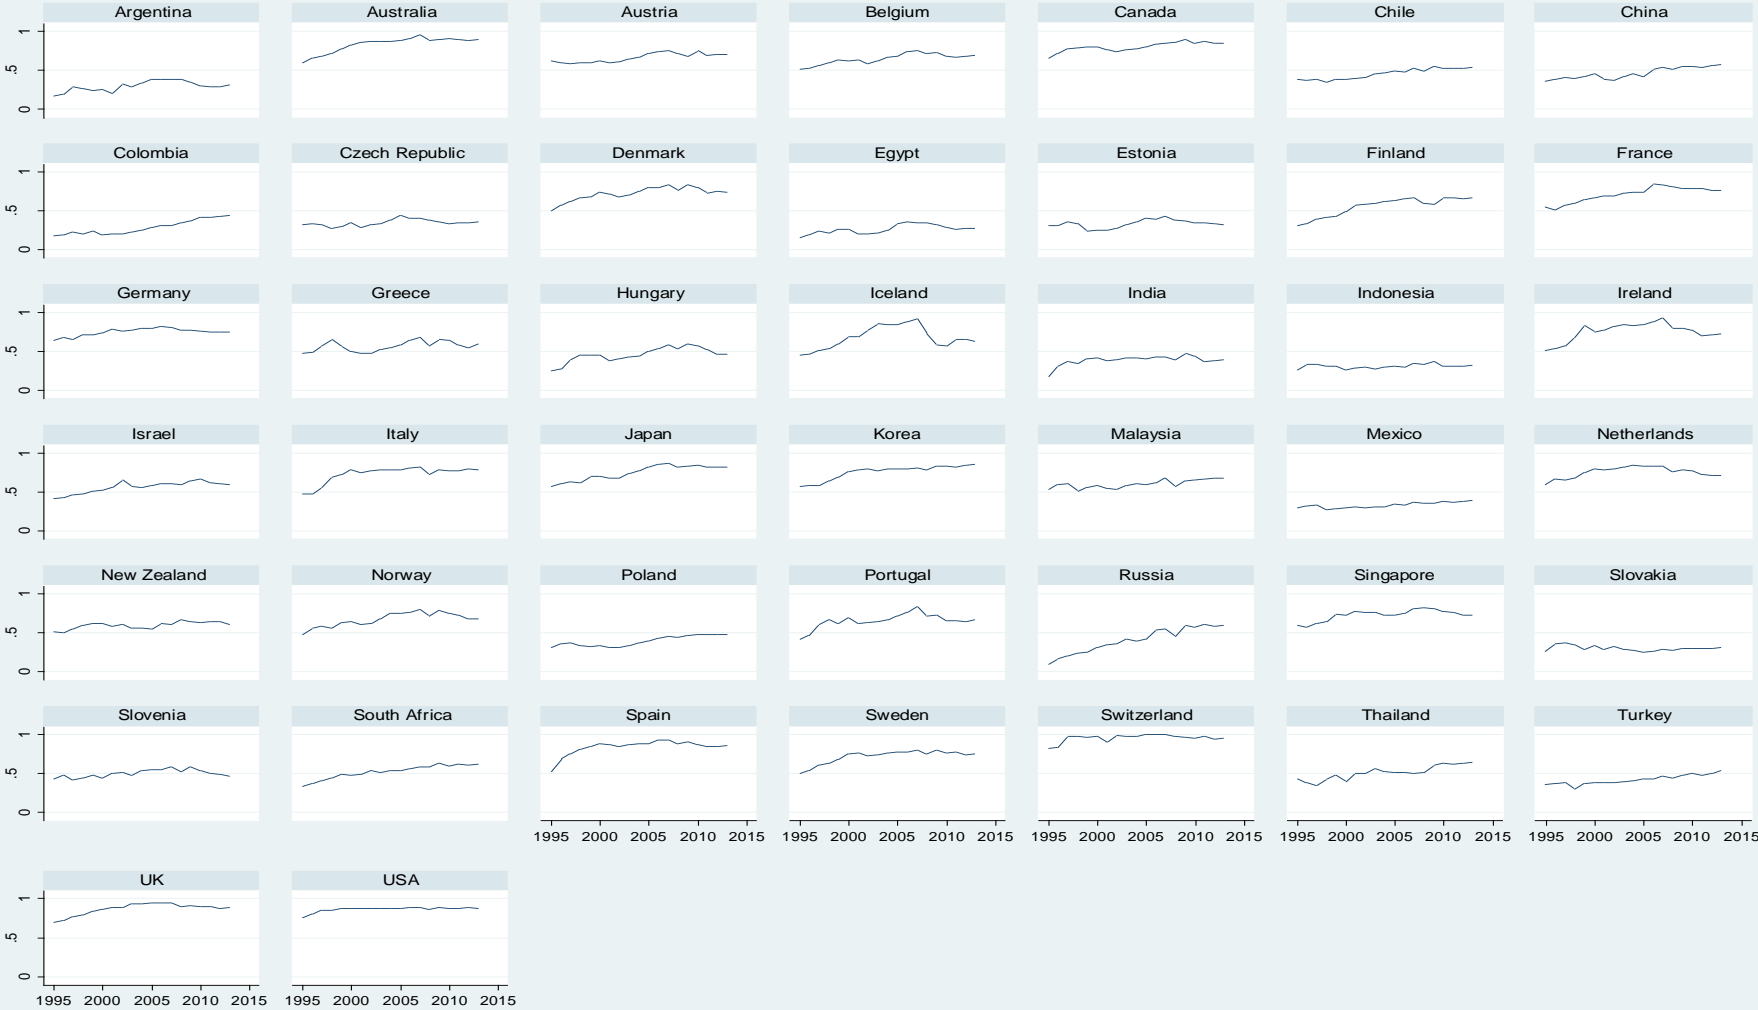 Argentina Australia Austria Belgium Canada Chile China
1
.5
0
Colombia Czech Republic Denmark Egypt Estonia Finland France
1
.5
0
Germany Greece Hungary Iceland India Indonesia Ireland
1
.5
0
Israel Italy Japan Korea Malaysia Mexico Netherlands
1
.5
0
New Zealand Norway Poland Portugal Russia Singapore Slovakia
1
.5
0
Slovenia South Africa Spain Sweden Switzerland Thailand Turkey
1
.5
0
1995 2000 2005 2010 2015 1995 2000 2005 2010 2015 1995 2000 2005 2010 2015 1995 2000 2005 2010 2015 1995 2000 2005 2010 2015
UK USA
1
.5
0
1995 2000 2005 2010 2015 1995 2000 2005 2010 2015